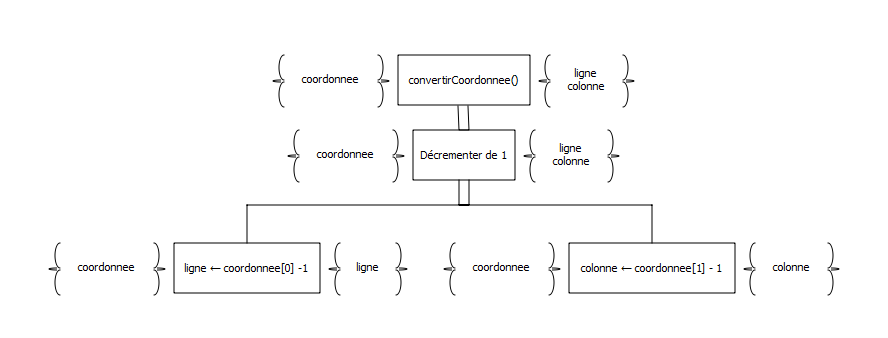 coordonnee
convertirCoordonnee()
ligne
colonne
coordonnee
Décrementer de 1
ligne
colonne
coordonnee
ligne ← coordonnee[0] -1
ligne
coordonnee
colonne ← coordonnee[1] - 1
colonne